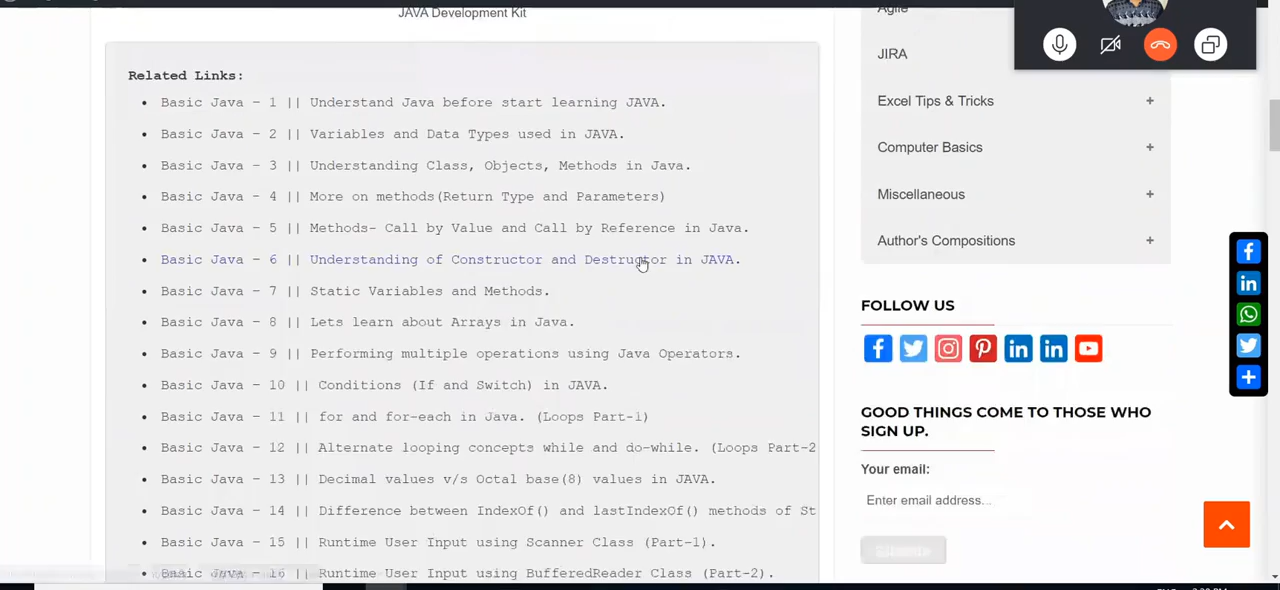 JAVA Development Kit
Related Links:
• Basic Java - 1 || Understand Java before start learning JAVA.
• Basic Java - 2 || Variables and Data Types used in JAVA.
• Basic Java - 3 || Understanding Class, Objects, Methods in Java.
• Basic Java - 4 || More on methods(Return Type and Parameters)
• Basic Java - 5 || Methods- Call by Value and Call by Reference in Java.
• Basic Java - 6 || Understanding of Constructor and Destructor in JAVA.
• Basic Java - 7 || Static Variables and Methods.
• Basic Java - 8 || Lets learn about Arrays in Java.
• Basic Java - 9 || Performing multiple operations using Java Operators.
• Basic Java - 10 || Conditions (If and Switch) in JAVA.
• Basic Java - 11 || for and for-each in Java. (Loops Part-1)
• Basic Java - 12 || Alternate looping concepts while and do-while. (Loops Part-2
• Basic Java - 13 || Decimal values v/s Octal base(8) values in JAVA.
• Basic Java - 14 || Difference between IndexOf() and lastIndexOf() methods of St
• Basic Java - 15 || Runtime User Input using Scanner Class (Part-1).
• Basic Java - 16 || Runtime User Input using BufferedReader Class (Part-2).
Agile
JIRA
Excel Tips & Tricks +
Computer Basics +
Miscellaneous +
Author's Compositions +
FOLLOW US
GOOD THINGS COME TO THOSE WHO
SIGN UP.
Your email:
Enter email address...